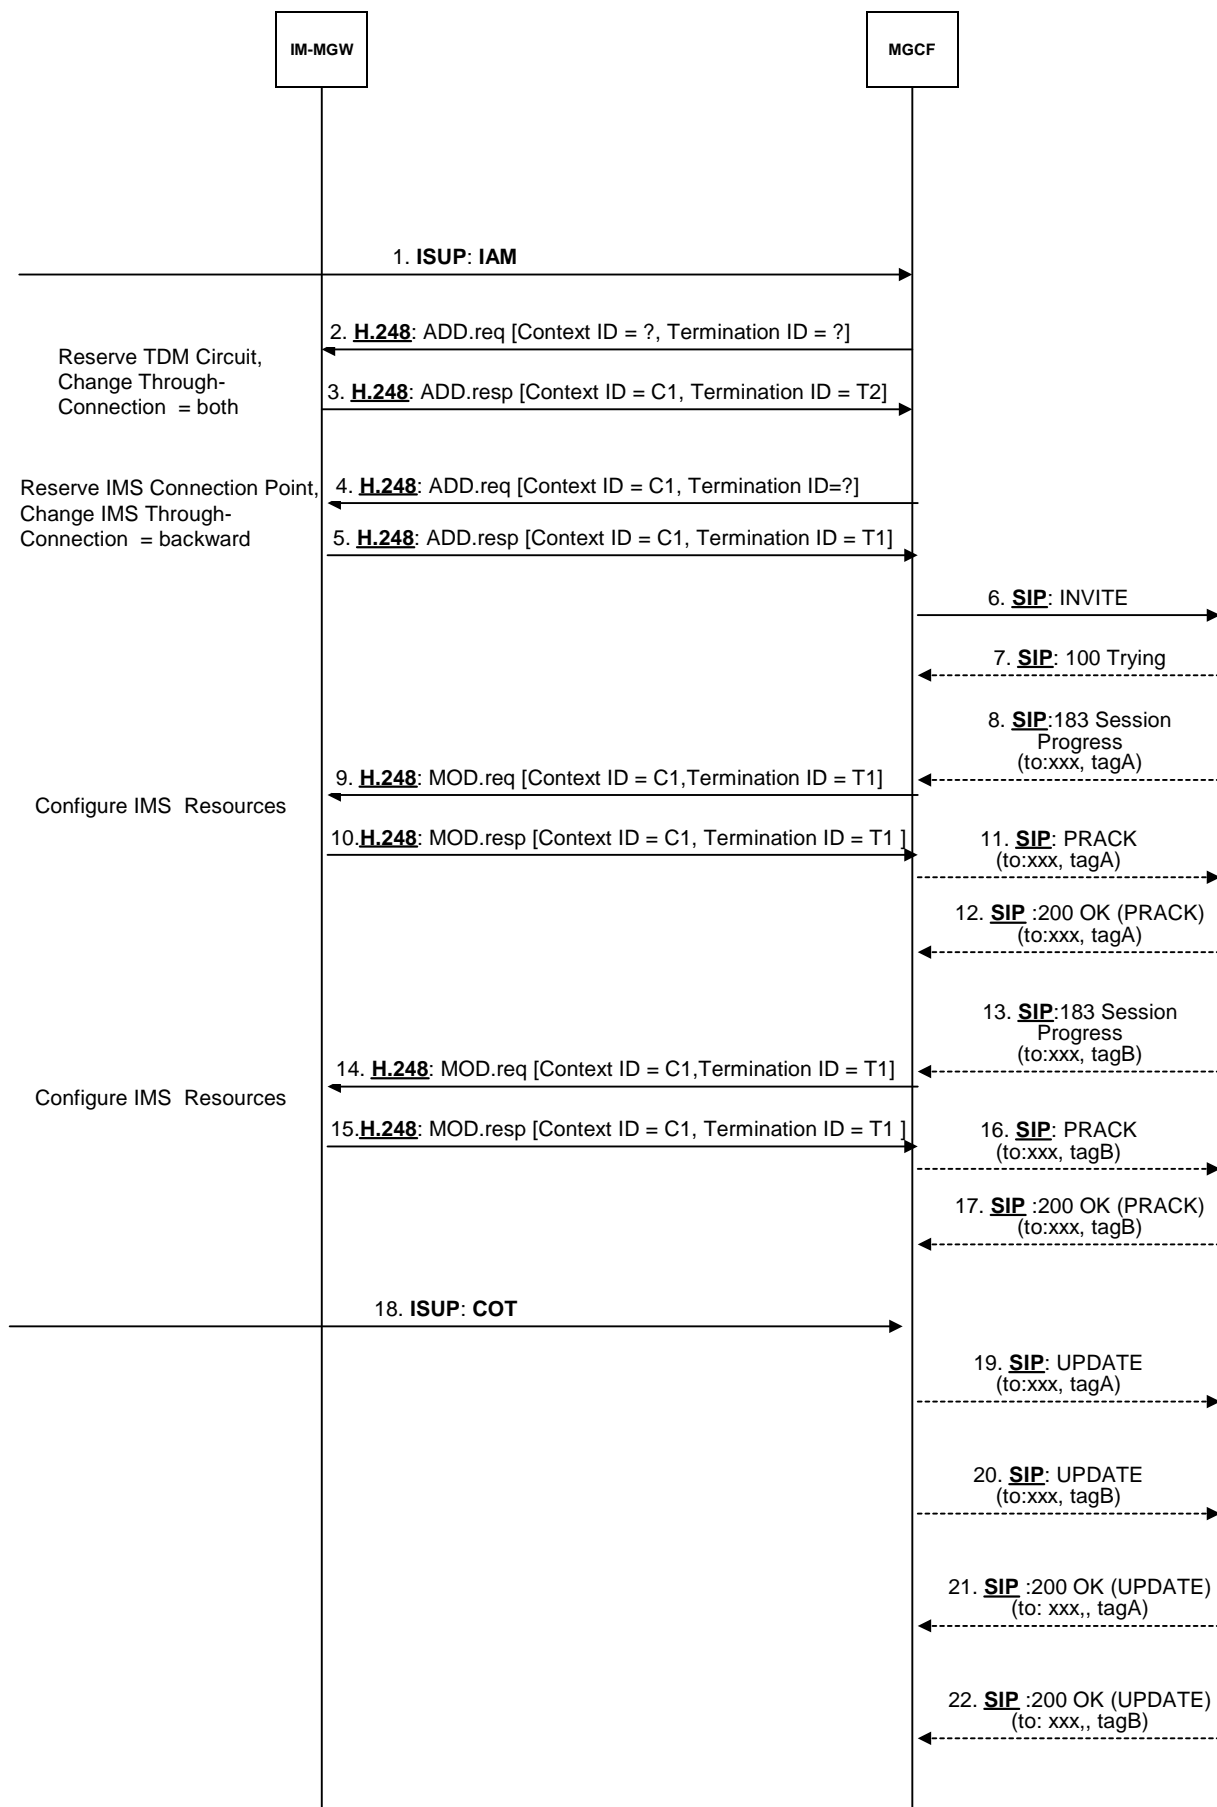 IM-MGW
MGCF
1. ISUP: IAM
2. H.248: ADD.req [Context ID = ?, Termination ID = ?]
Reserve TDM Circuit,
Change Through-
Connection = both
3. H.248: ADD.resp [Context ID = C1, Termination ID = T2]
Reserve IMS Connection Point,
Change IMS Through-
Connection = backward
4. H.248: ADD.req [Context ID = C1, Termination ID=?]
5. H.248: ADD.resp [Context ID = C1, Termination ID = T1]
6. SIP: INVITE
7. SIP: 100 Trying
8. SIP:183 Session
Progress
(to:xxx, tagA)
9. H.248: MOD.req [Context ID = C1,Termination ID = T1]
Configure IMS Resources
10.H.248: MOD.resp [Context ID = C1, Termination ID = T1 ]
11. SIP: PRACK
(to:xxx, tagA)
12. SIP :200 OK (PRACK)
(to:xxx, tagA)
13. SIP:183 Session
Progress
(to:xxx, tagB)
14. H.248: MOD.req [Context ID = C1,Termination ID = T1]
Configure IMS Resources
15.H.248: MOD.resp [Context ID = C1, Termination ID = T1 ]
16. SIP: PRACK
(to:xxx, tagB)
17. SIP :200 OK (PRACK)
(to:xxx, tagB)
18. ISUP: COT
19. SIP: UPDATE
(to:xxx, tagA)
20. SIP: UPDATE
(to:xxx, tagB)
21. SIP :200 OK (UPDATE)
(to: xxx,, tagA)
22. SIP :200 OK (UPDATE)
(to: xxx,, tagB)